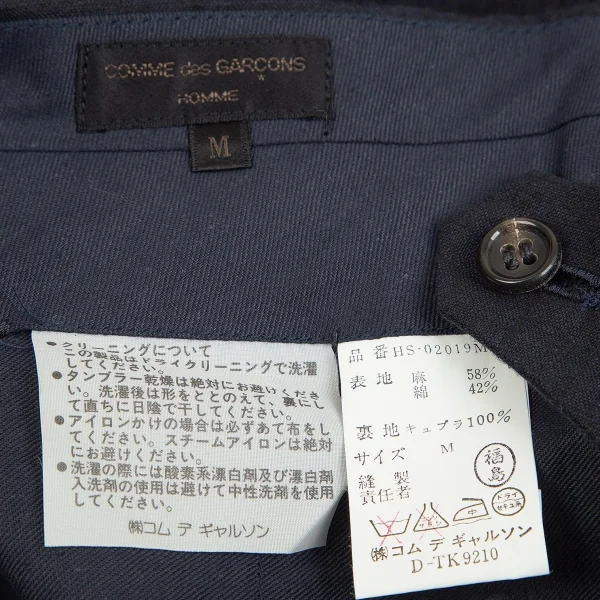 COMME des GARÇONS
HOMME
M
●クリーニングについて
この製品はドライクリーニングで洗濯
してください。
●タンブラー乾燥は絶対にお避けくださ
い。洗濯後は形をととのえて、裏にし
て直ちに日陰で干してください。
●アイロンかけの場合は必ずあて布をし
てください。スチームアイロンは絶対
にお避けください。
●洗濯の際には酸素系漂白剤及び漂白剤
入洗剤の使用は避けて中性洗剤を使用
してください。
㈱コム デ ギャルソン
品番HS-02019M
表地 麻 58%
綿 42%
裏地 キュプラ100%
サイズ M
縫製
責任者
福島
中
ドライ
セキユ系
㈱コム デ ギャルソン
D-TK9210